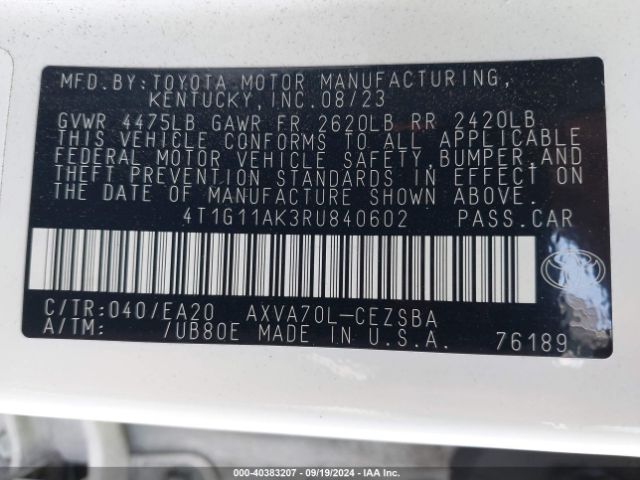 MFD.BY:TOYOTA MOTOR MANUFACTURING,
KENTUCKY, INC. 08/23
GVWR 4475LB GAWR FR 2620LB RR 2420LB
THIS VEHICLE CONFORMS TO ALL APPLICABLE
FEDERAL MOTOR VEHICLE SAFETY,BUMPER,AND
THEFT PREVENTION STANDARDS IN EFFECT ON
THE DATE OF MANUFACTURE SHOWN ABOVE.
4T1G11AK3RU840602 PASS.CAR
C/TR:040/EA20 AXVA70L-CEZSBA
A/TM: /UB80E MADE IN U.S.A. 76189
000-40383207 - 09/19/2024 - IAA Inc.